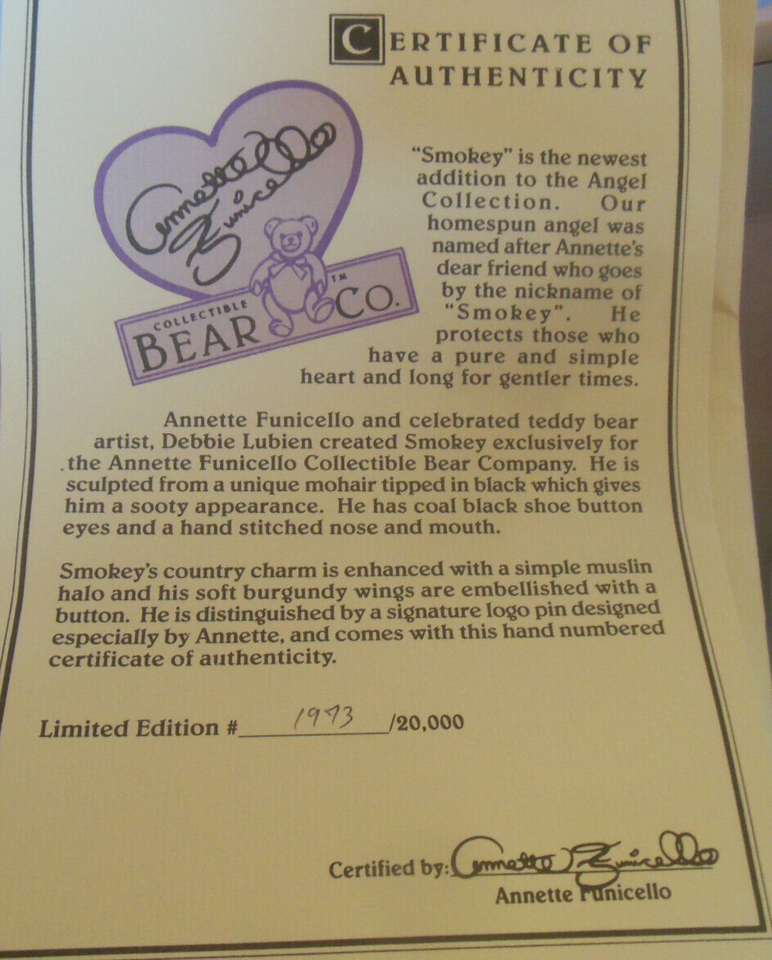 CERTIFICATE OF
AUTHENTICITY
Annette
Funicello
COLLECTIBLE
BEAR CO.™
"Smokey" is the newest
addition to the Angel
Collection. Our
homespun angel was
named after Annette's
dear friend who goes
by the nickname of
"Smokey". He
protects those who
have a pure and simple
heart and long for gentler times.
Annette Funicello and celebrated teddy bear
artist, Debbie Lubien created Smokey exclusively for
the Annette Funicello Collectible Bear Company. He is
sculpted from a unique mohair tipped in black which gives
him a sooty appearance. He has coal black shoe button
eyes and a hand stitched nose and mouth.
Smokey's country charm is enhanced with a simple muslin
halo and his soft burgundy wings are embellished with a
button. He is distinguished by a signature logo pin designed
especially by Annette, and comes with this hand numbered
certificate of authenticity.
Limited Edition # 1973 /20,000
Certified by: Annette Funicello
Annette Funicello